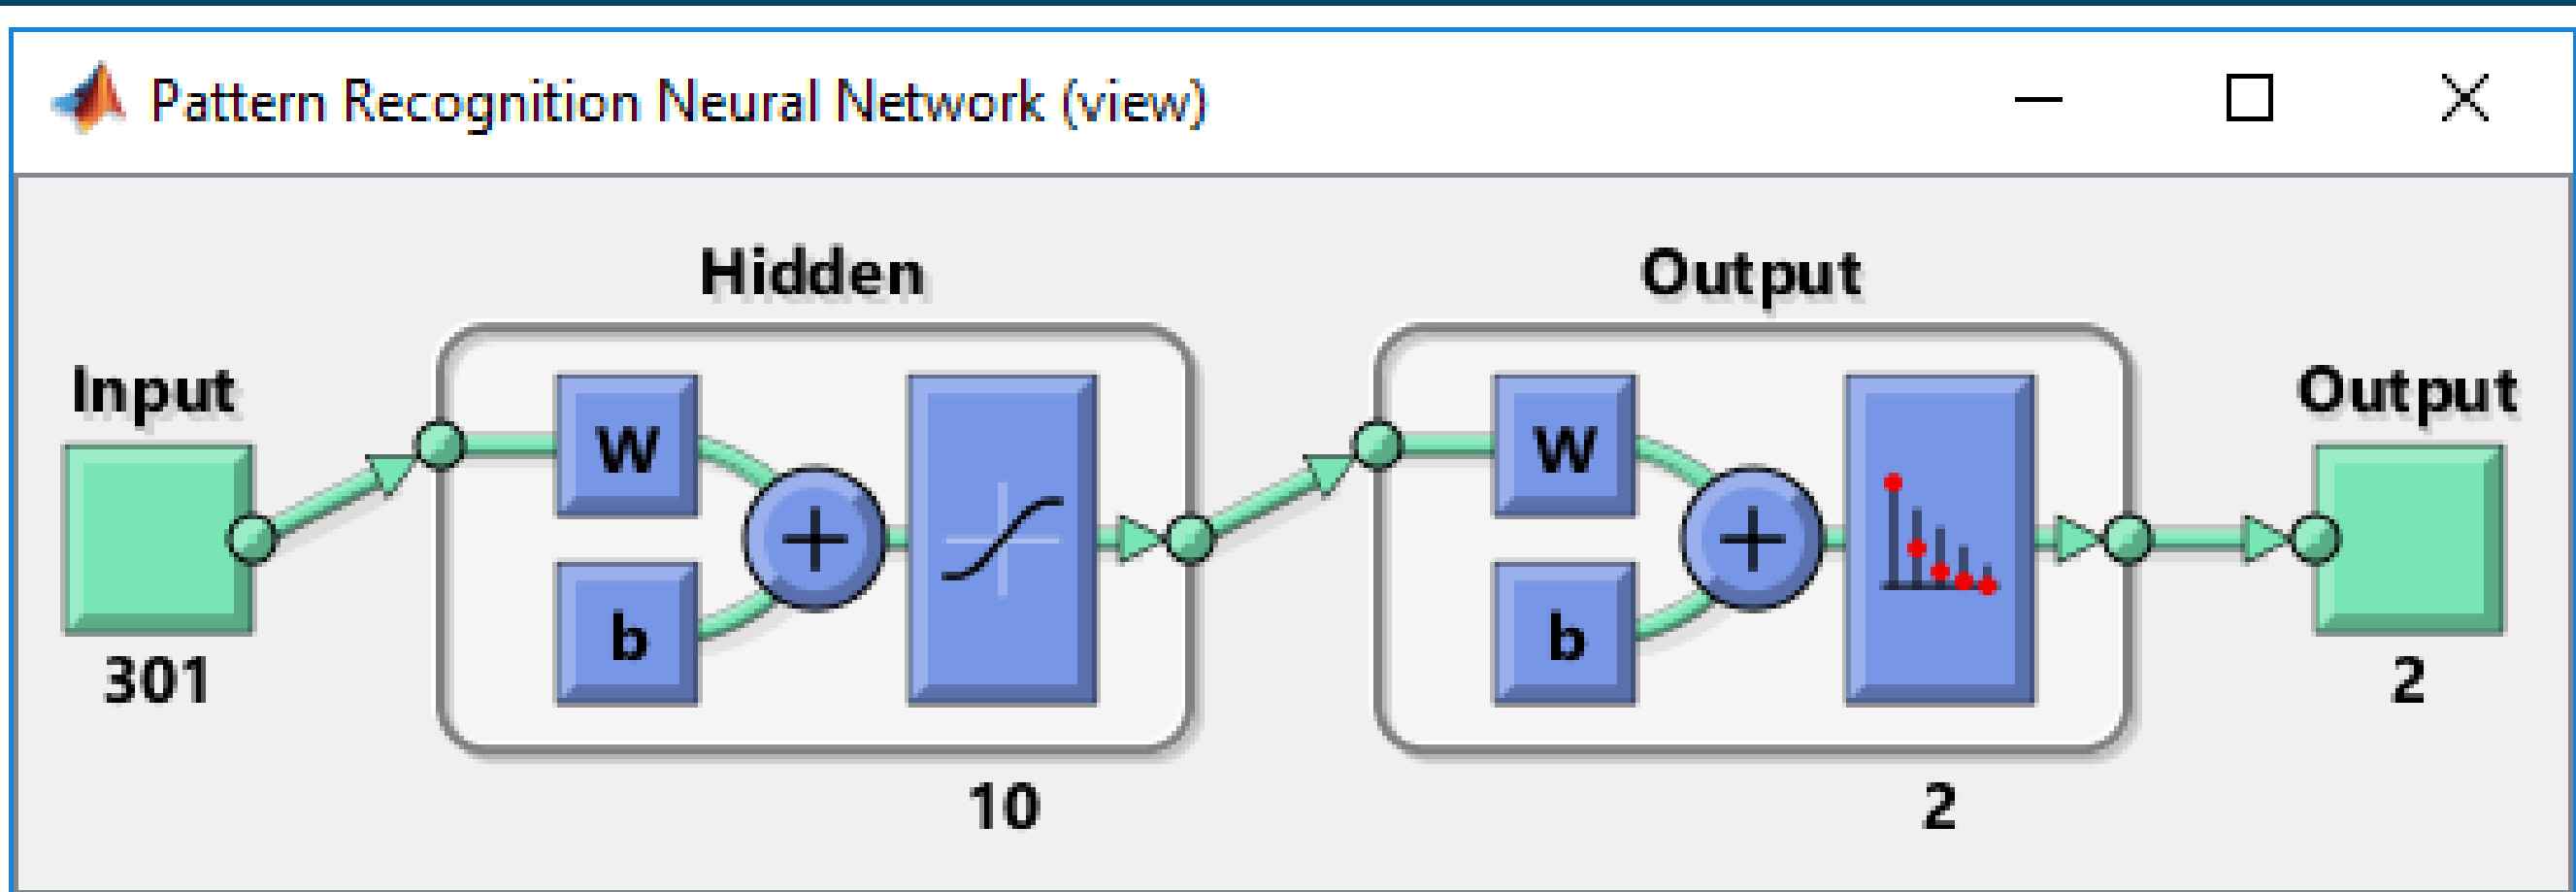 Pattern Recognition Neural Network (view)
Hidden
Output
Input
Output
W
W
b
b
301
2
10
2